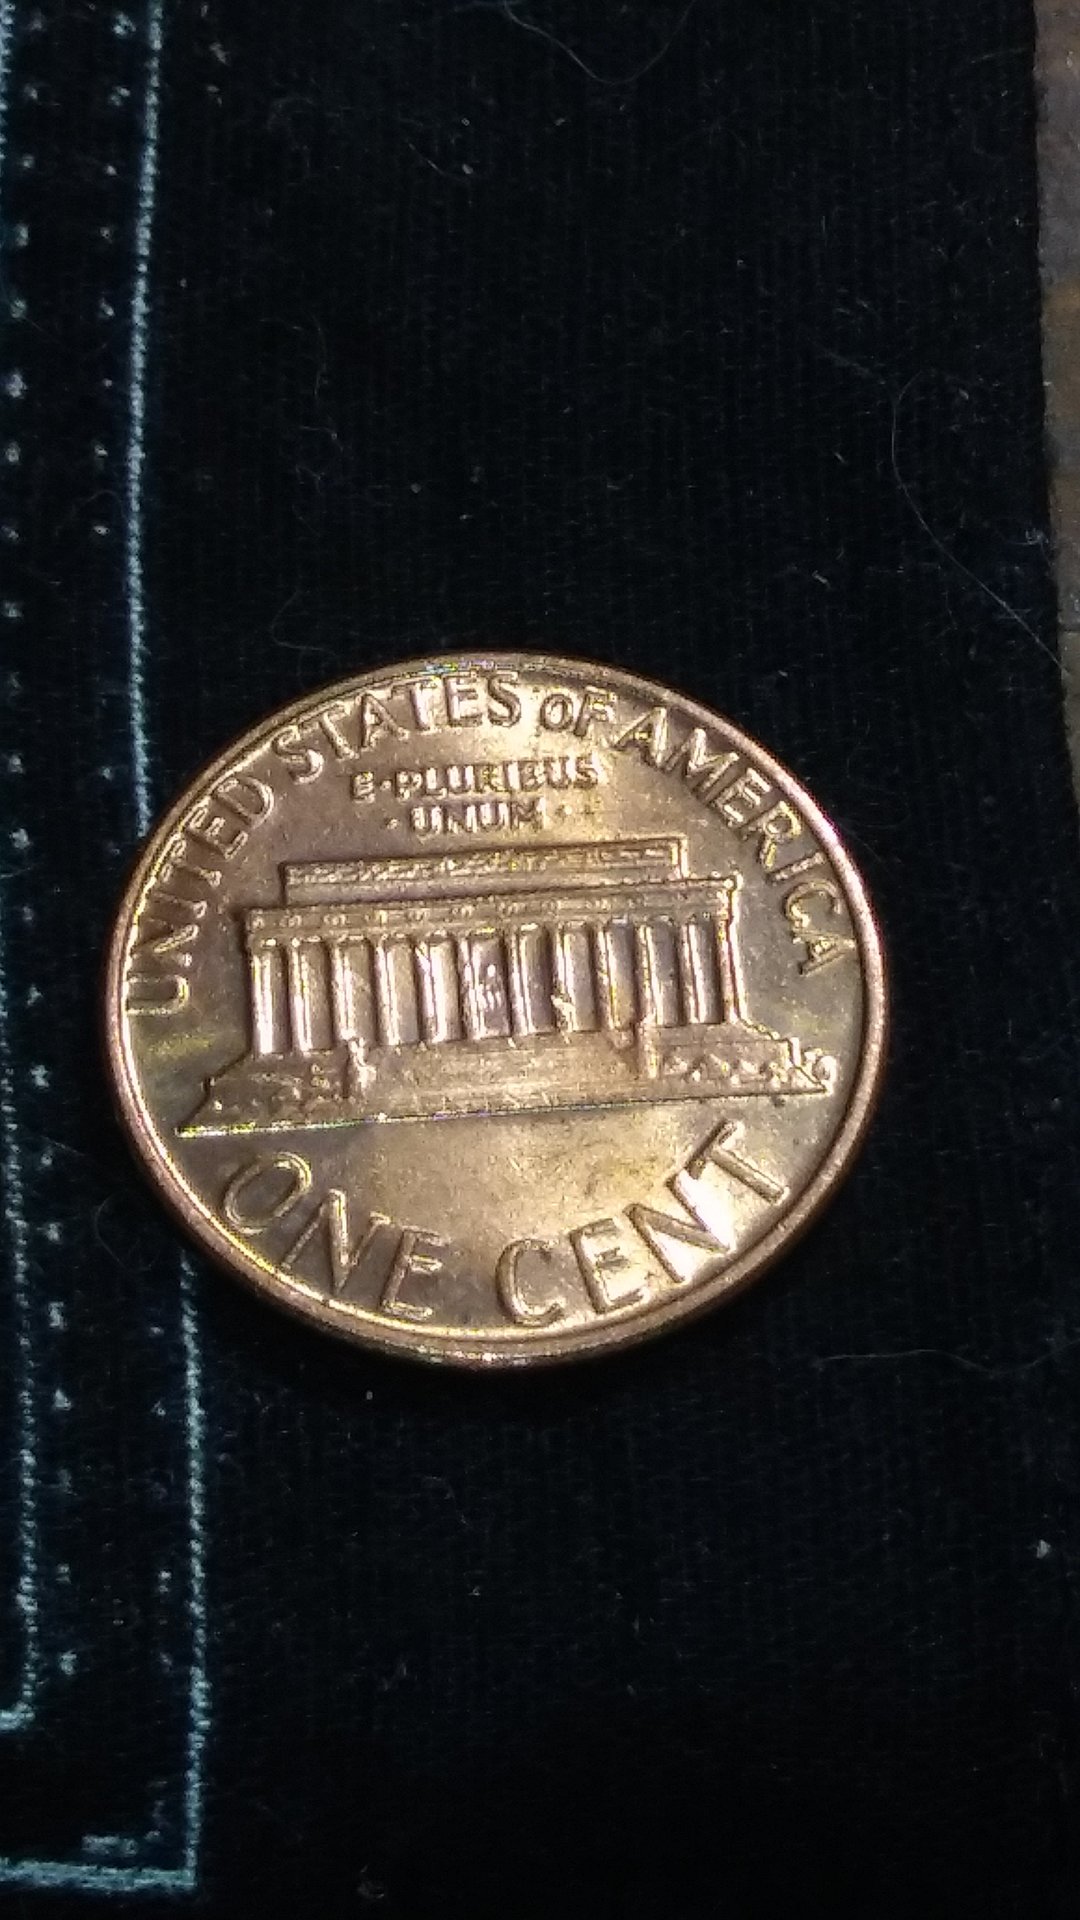 UNITED STATES OF AMERICA
E·PLURIBUS
·UNUM·
ONE CENT